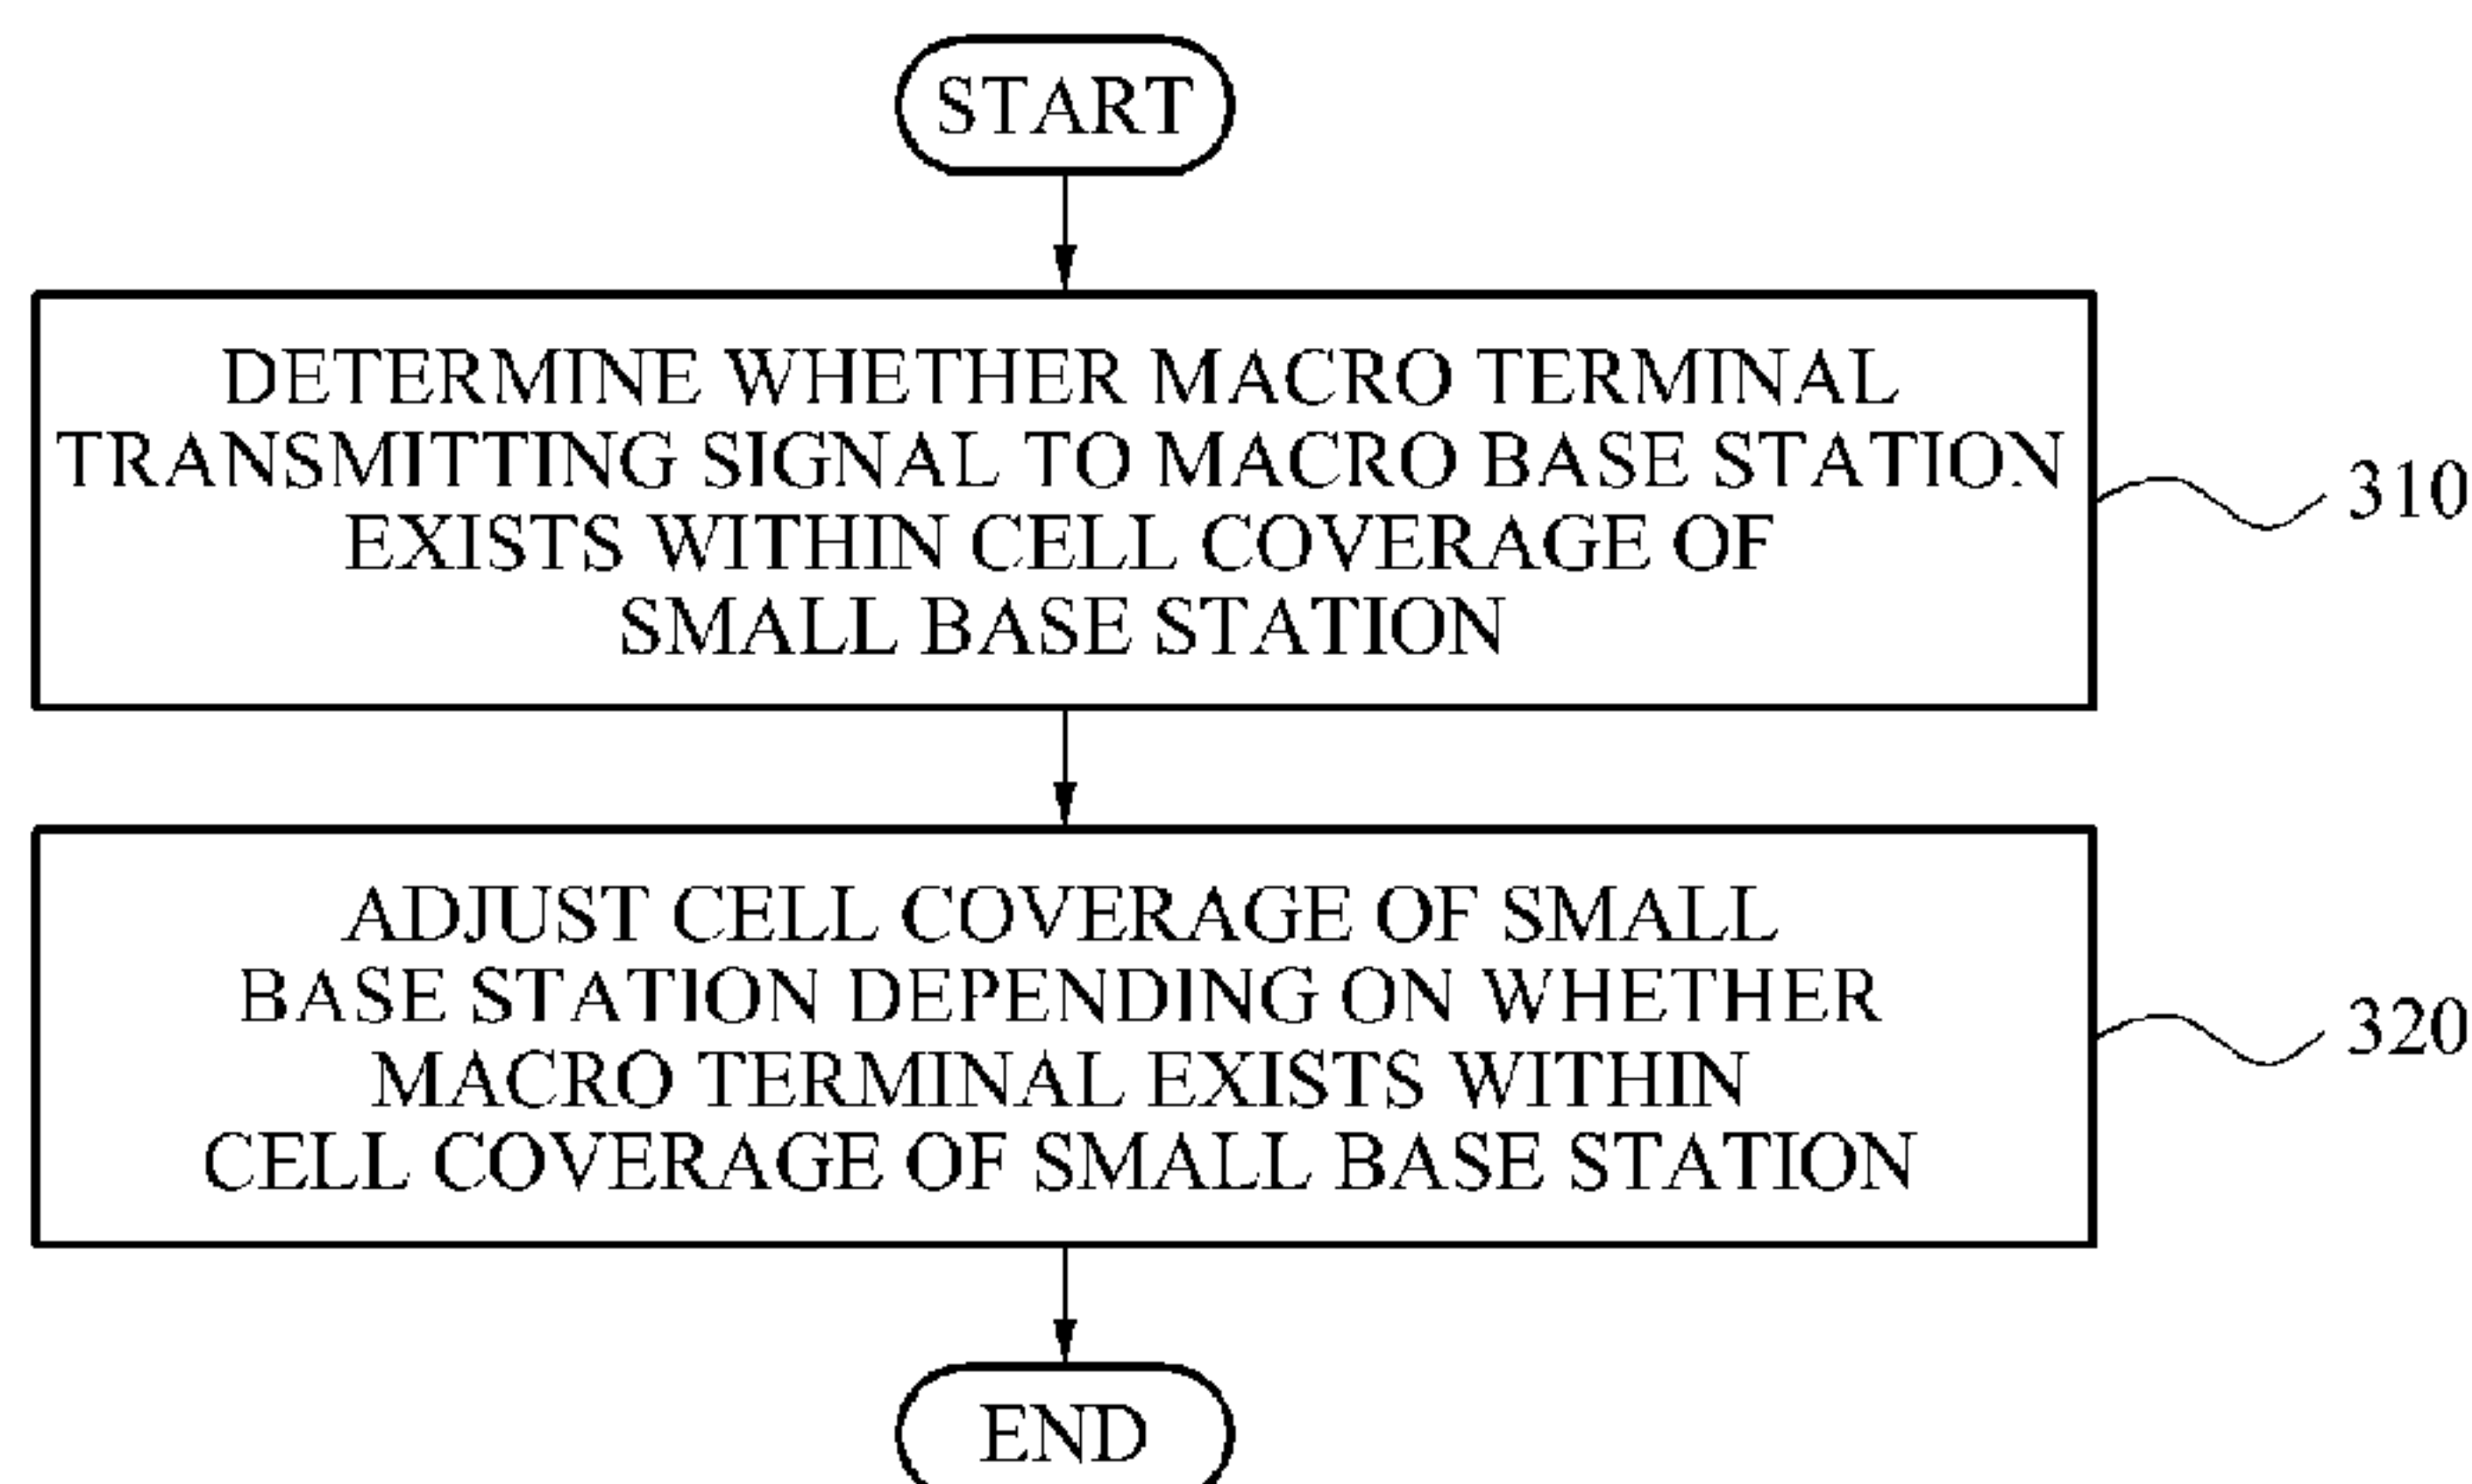 START
DETERMINE WHETHER MACRO TERMINAL
TRANSMITTING SIGNAL TO MACRO BASE STATION
EXISTS WITHIN CELL COVERAGE OF
SMALL BASE STATION
310
ADJUST CELL COVERAGE OF SMALL
BASE STATION DEPENDING ON WHETHER
MACRO TERMINAL EXISTS WITHIN
CELL COVERAGE OF SMALL BASE STATION
320
END